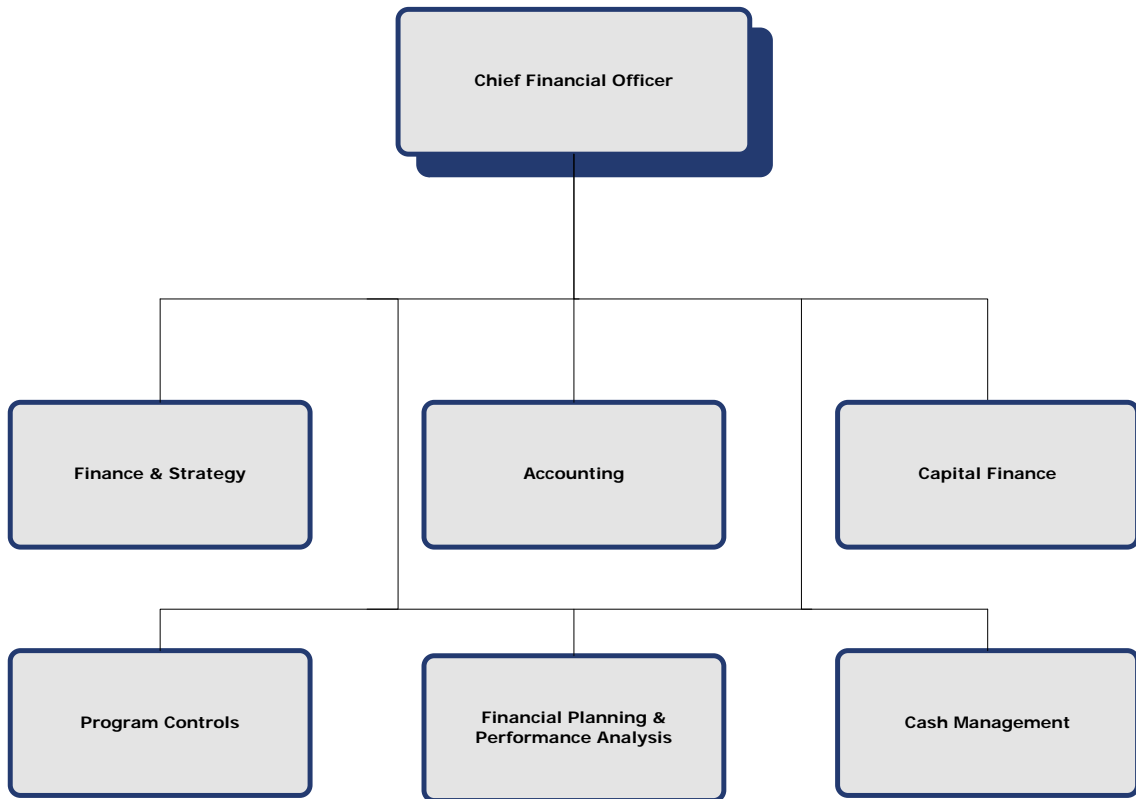 Chief Financial Officer
Finance & Strategy
Accounting
Capital Finance
Program Controls
Financial Planning &
Performance Analysis
Cash Management